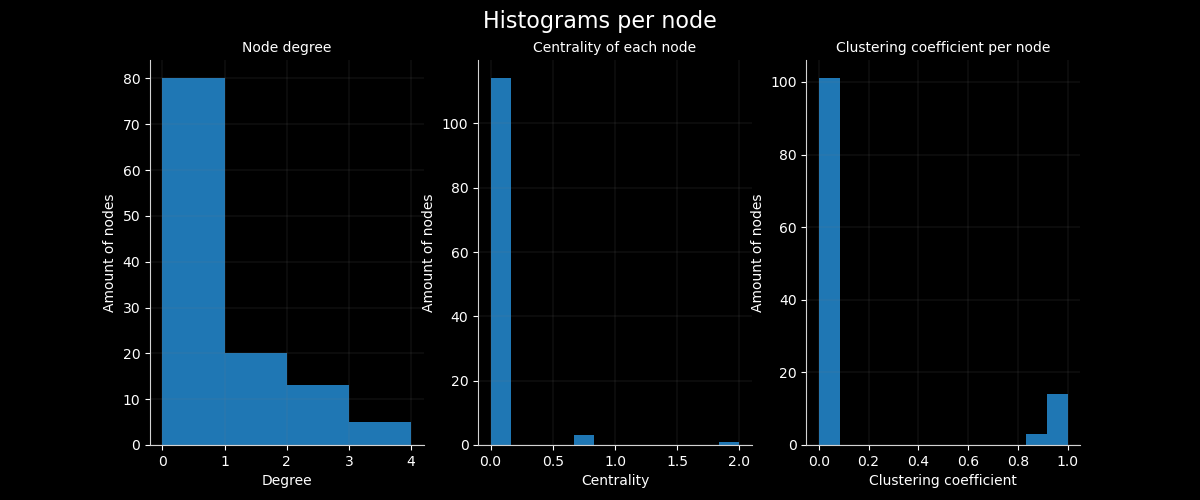 Histograms per node
Node degree
Amount of nodes
80
70
60
50
40
30
20
10
0
0 1 2 3 4
Degree
Centrality of each node
Amount of nodes
100
80
60
40
20
0
0.0 0.5 1.0 1.5 2.0
Centrality
Clustering coefficient per node
Amount of nodes
100
80
60
40
20
0
0.0 0.2 0.4 0.6 0.8 1.0
Clustering coefficient